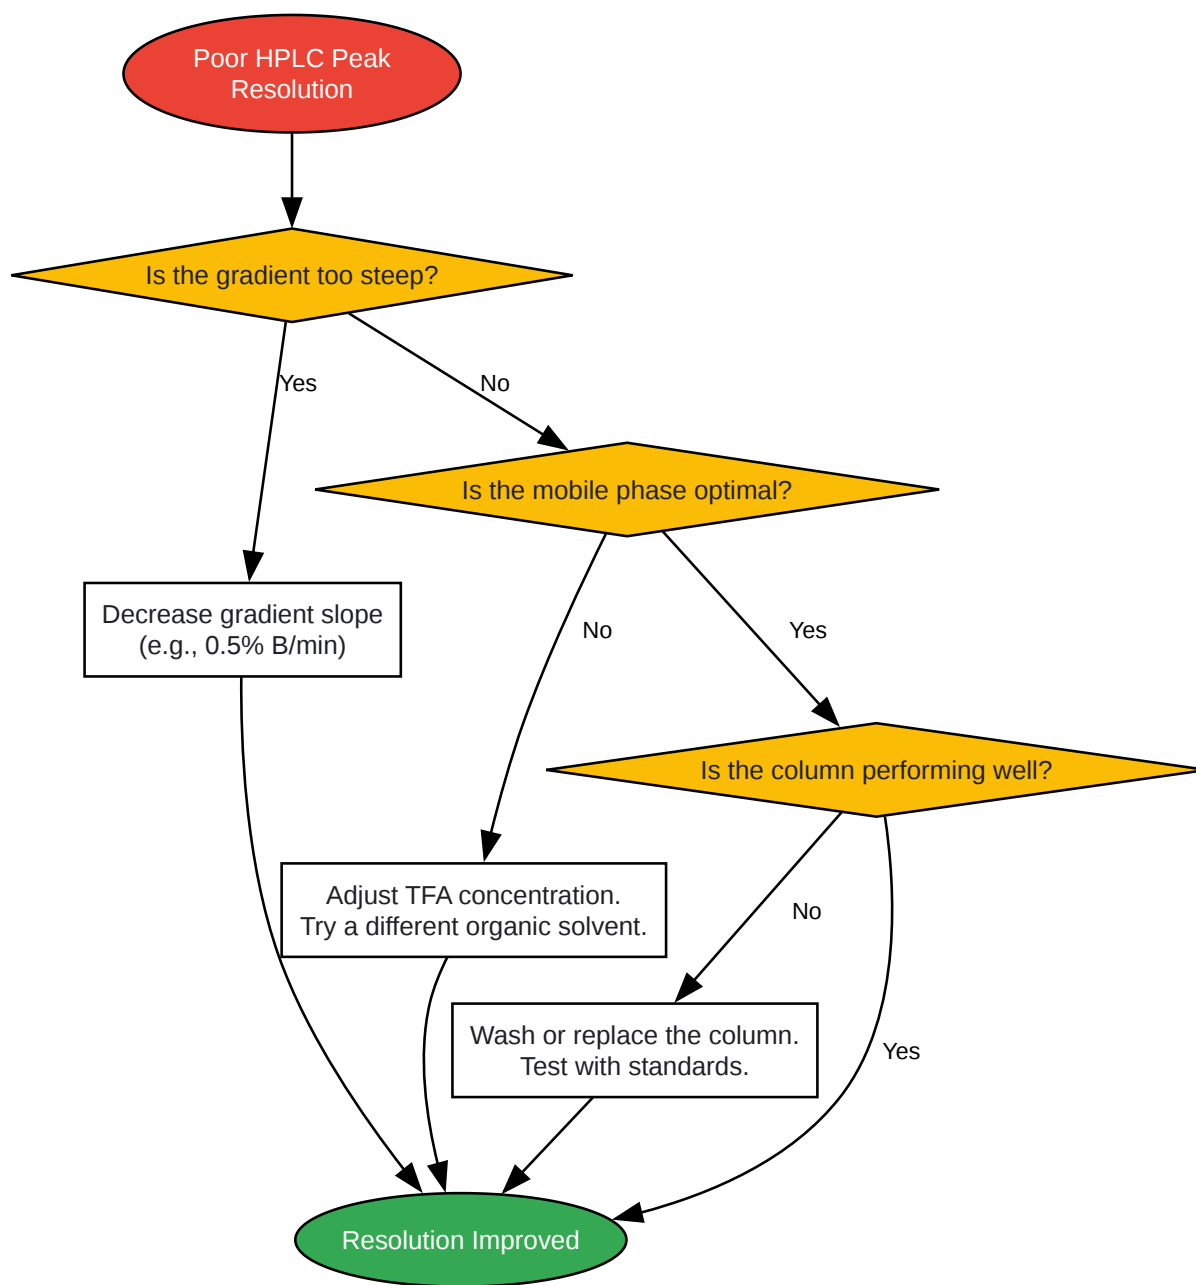 Poor HPLC Peak
Resolution
Is the gradient too steep?
Yes
No
Is the mobile phase optimal?
Decrease gradient slope
(e.g., 0.5% B/min)
No
Yes
Is the column performing well?
Adjust TFA concentration.
Try a different organic solvent.
No
Wash or replace the column.
Test with standards.
Yes
Resolution Improved